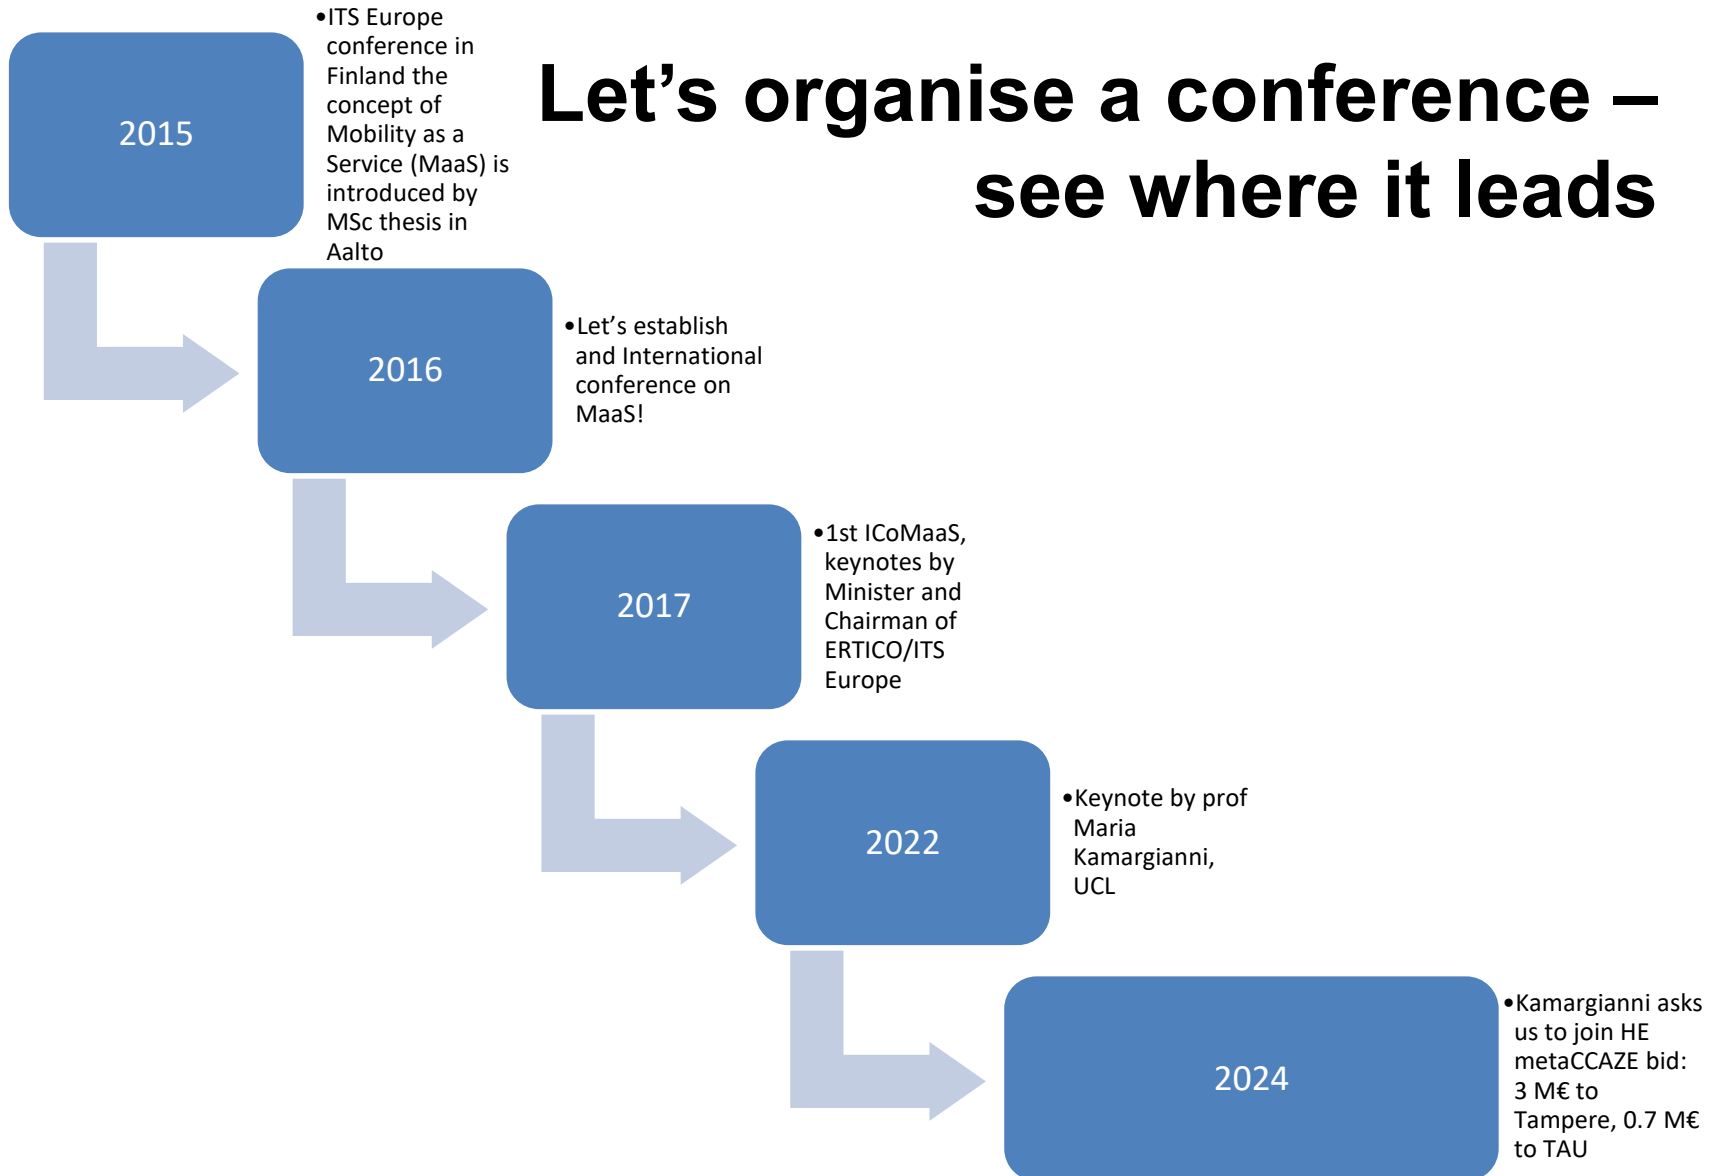 Let’s organise a conference –
see where it leads
2015
•ITS Europe
conference in
Finland the
concept of
Mobility as a
Service (MaaS) is
introduced by
MSc thesis in
Aalto
2016
•Let’s establish
and International
conference on
MaaS!
2017
•1st ICoMaaS,
keynotes by
Minister and
Chairman of
ERTICO/ITS
Europe
2022
•Keynote by prof
Maria
Kamargianni,
UCL
2024
•Kamargianni asks
us to join HE
metaCCAZE bid:
3 M€ to
Tampere, 0.7 M€
to TAU